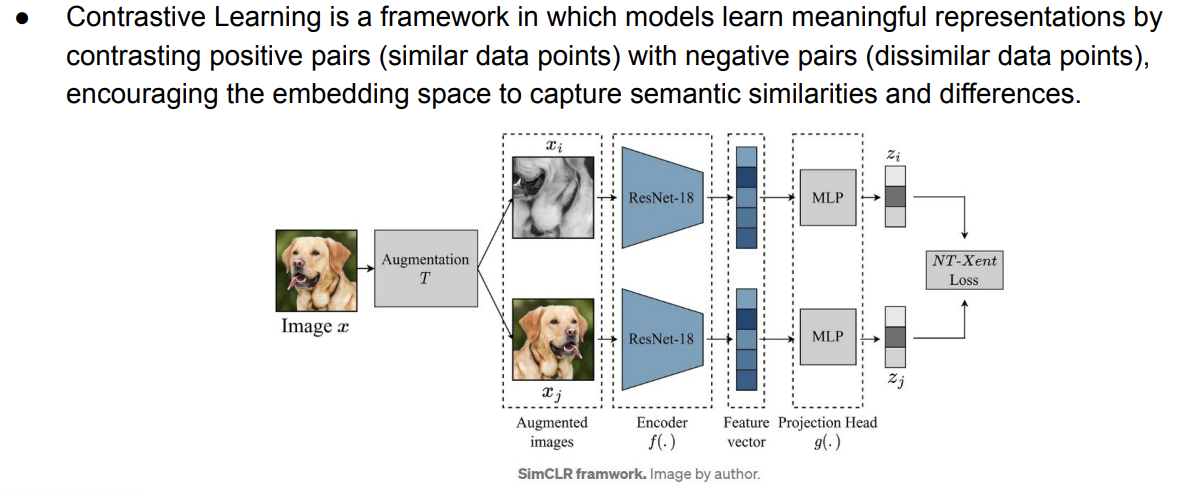 ● Contrastive Learning is a framework in which models learn meaningful representations by
contrasting positive pairs (similar data points) with negative pairs (dissimilar data points),
encouraging the embedding space to capture semantic similarities and differences.
Image x
Augmentation
T
x_i
x_j
Augmented
images
ResNet-18
ResNet-18
Encoder
f(.)
Feature
vector
MLP
MLP
Projection Head
g(.)
z_i
z_j
NT-Xent
Loss
SimCLR framwork. Image by author.